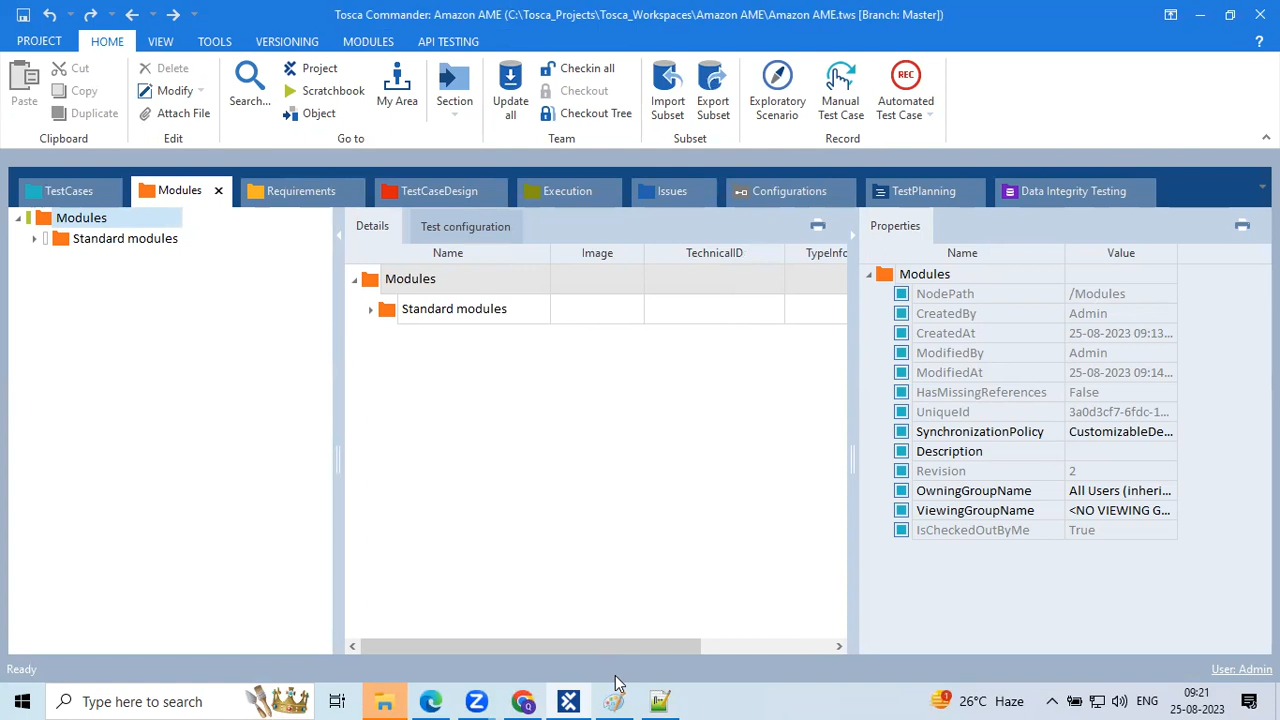 Tosca Commander: Amazon AME (C:\Tosca_Projects\Tosca_Workspaces\Amazon AME\Amazon AME.tws [Branch: Master])
PROJECT HOME VIEW TOOLS VERSIONING MODULES API TESTING ?
Paste
Cut
Copy
Duplicate
Clipboard
Delete
Modify
Attach File
Edit
Search...
Project
Scratchbook
Object
My Area
Section
Go to
Update all
Checkin all
Checkout
Checkout Tree
Team
Import Subset
Export Subset
Subset
Exploratory Scenario
Manual Test Case
REC
Automated Test Case
Record
TestCases Modules Requirements TestCaseDesign Execution Issues Configurations TestPlanning Data Integrity Testing
Modules
Standard modules
Details Test configuration
Name Image TechnicalID TypeInfo
Modules
Standard modules
Properties
Name Value
Modules
NodePath /Modules
CreatedBy Admin
CreatedAt 25-08-2023 09:13...
ModifiedBy Admin
ModifiedAt 25-08-2023 09:14...
HasMissingReferences False
UniqueId 3a0d3cf7-6fdc-1...
SynchronizationPolicy CustomizableDe...
Description
Revision 2
OwningGroupName All Users (inheri...
ViewingGroupName <NO VIEWING G...
IsCheckedOutByMe True
Ready User: Admin
Type here to search 26°C Haze ENG 09:21
25-08-2023